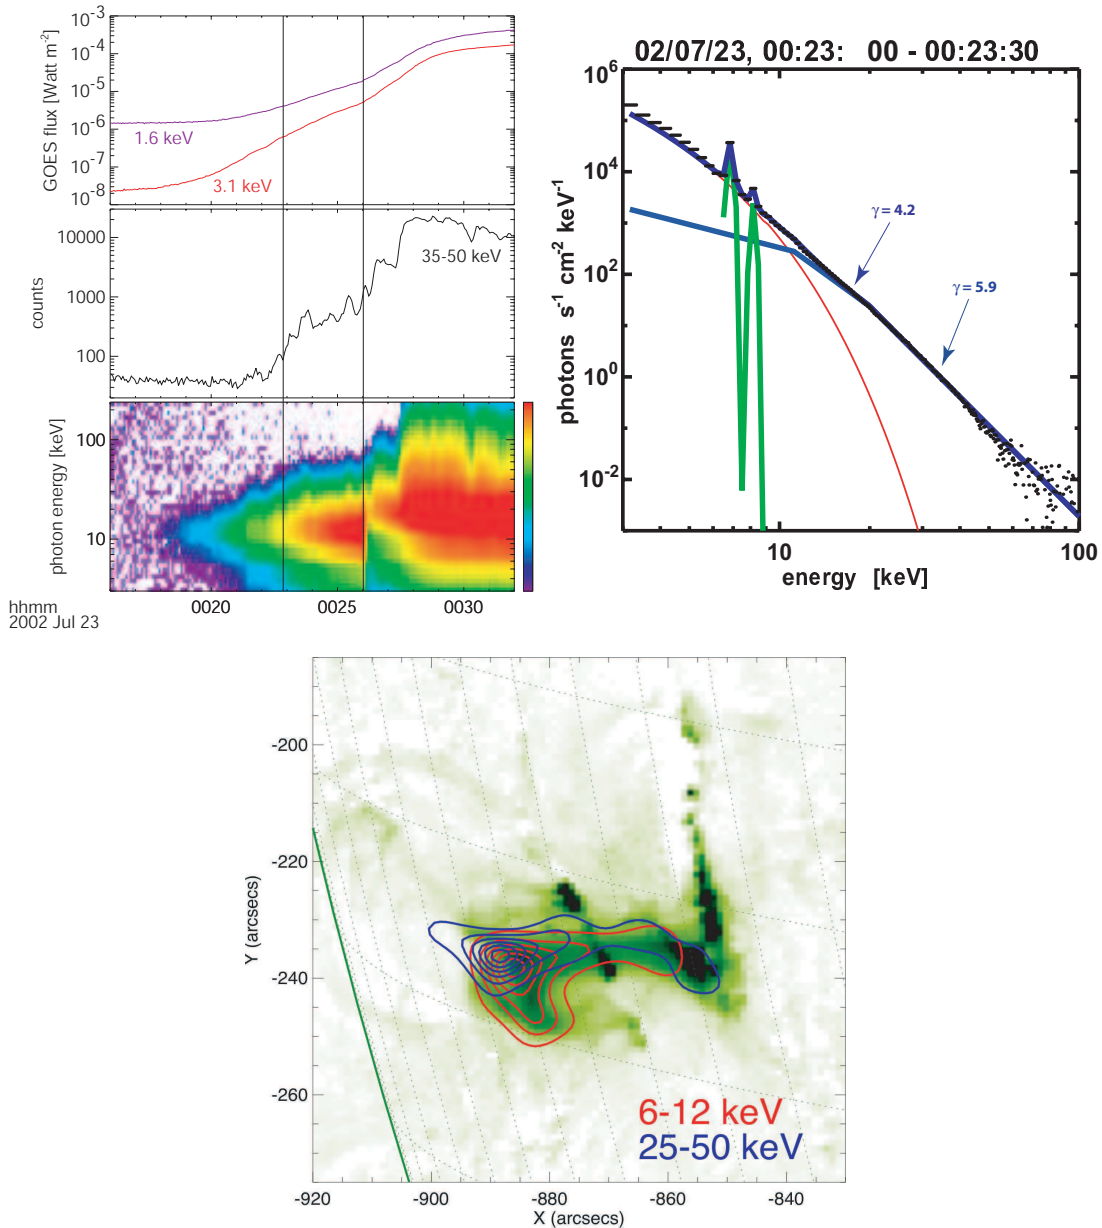 10⁻³
10⁻⁴
10⁻⁵
10⁻⁶
10⁻⁷
10⁻⁸
GOES flux [Watt m⁻²]
1.6 keV
3.1 keV
10000
1000
100
counts
35-50 keV
100
10
photon energy [keV]
hhmm
2002 Jul 23
0020 0025 0030
02/07/23, 00:23: 00 - 00:23:30
10⁶
10⁴
10²
10⁰
10⁻²
photons s⁻¹ cm² keV⁻¹
γ = 4.2
γ = 5.9
10 100
energy [keV]
-200
-220
-240
-260
Y (arcsecs)
6-12 keV
25-50 keV
-920 -900 -880 -860 -840
X (arcsecs)